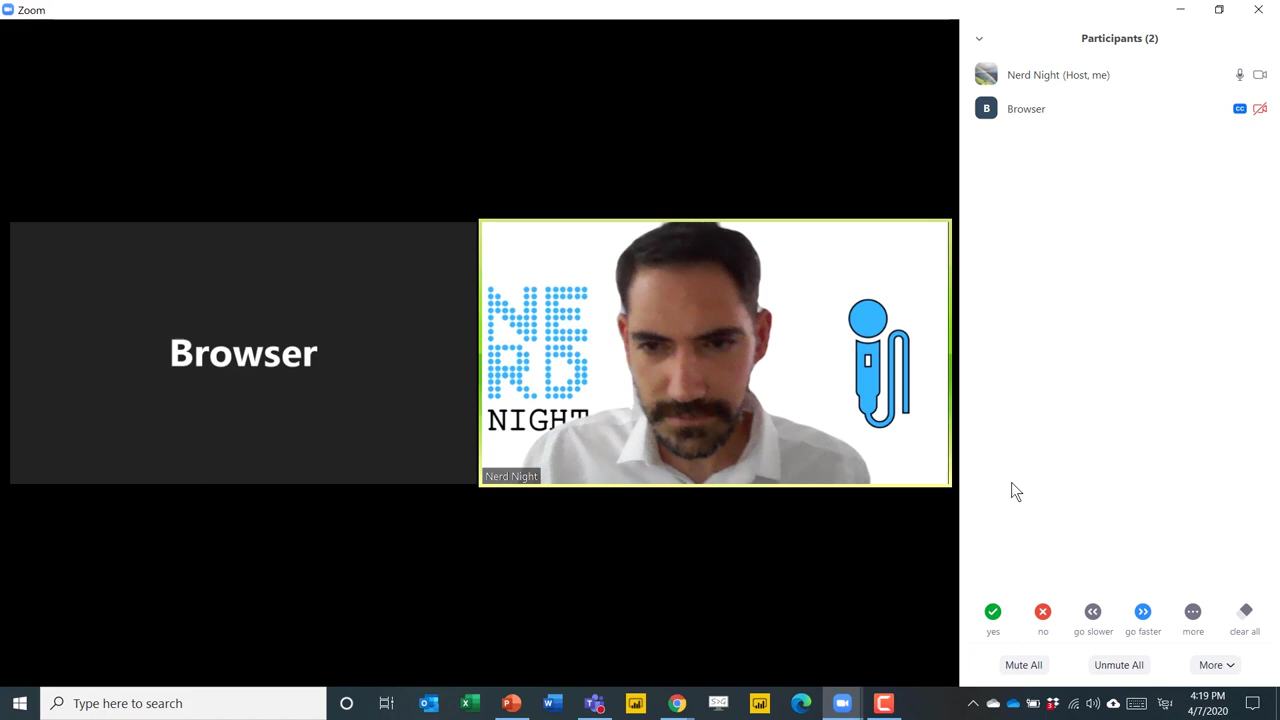 Zoom
Participants (2)
Nerd Night (Host, me)
B Browser CC
Browser
NE
RD
NIGHT
Nerd Night
yes no go slower go faster more clear all
Mute All Unmute All More
Type here to search
4:19 PM
4/7/2020